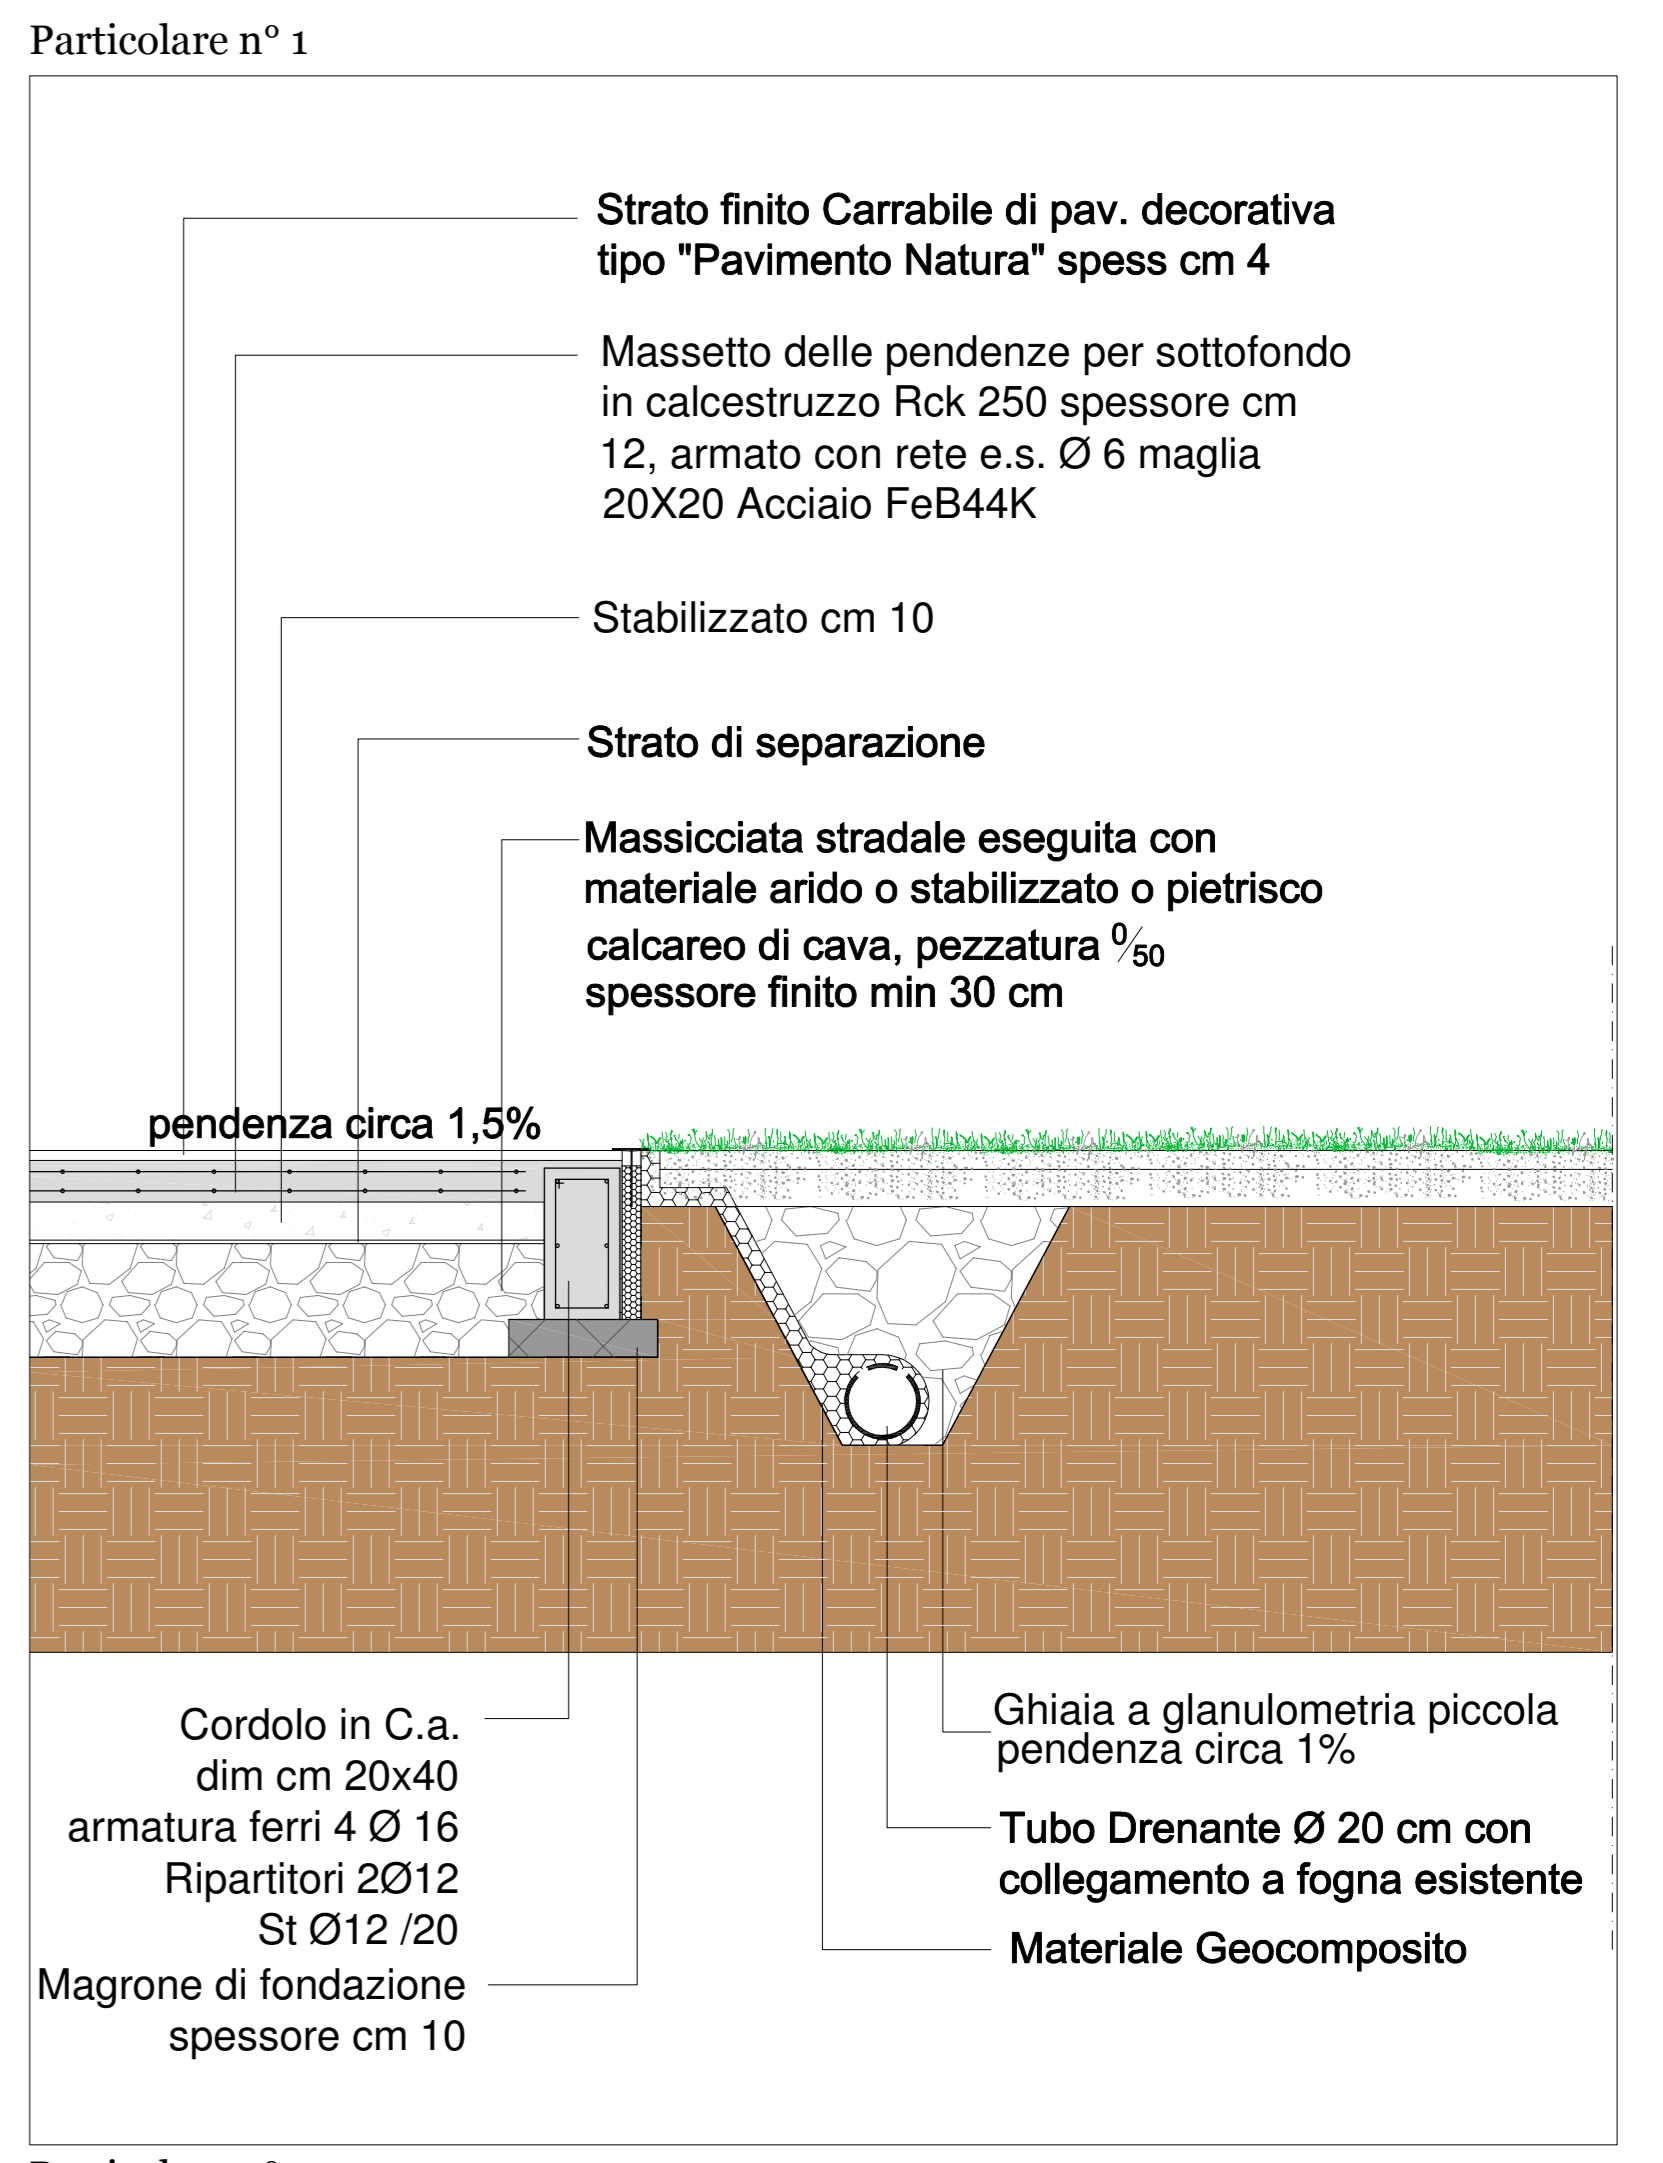 Particolare n° 1
Strato finito Carrabile di pav. decorativa
tipo "Pavimento Natura" spess cm 4
Massetto delle pendenze per sottofondo
in calcestruzzo Rck 250 spessore cm
12, armato con rete e.s. Ø 6 maglia
20X20 Acciaio FeB44K
Stabilizzato cm 10
Strato di separazione
Massicciata stradale eseguita con
materiale arido o stabilizzato o pietrisco
calcareo di cava, pezzatura 0/50
spessore finito min 30 cm
pendenza circa 1,5%
Cordolo in C.a.
dim cm 20x40
armatura ferri 4 Ø 16
Ripartitori 2Ø12
St Ø12 /20
Magrone di fondazione
spessore cm 10
Ghiaia a glanulometria piccola
pendenza circa 1%
Tubo Drenante Ø 20 cm con
collegamento a fogna esistente
Materiale Geocomposito